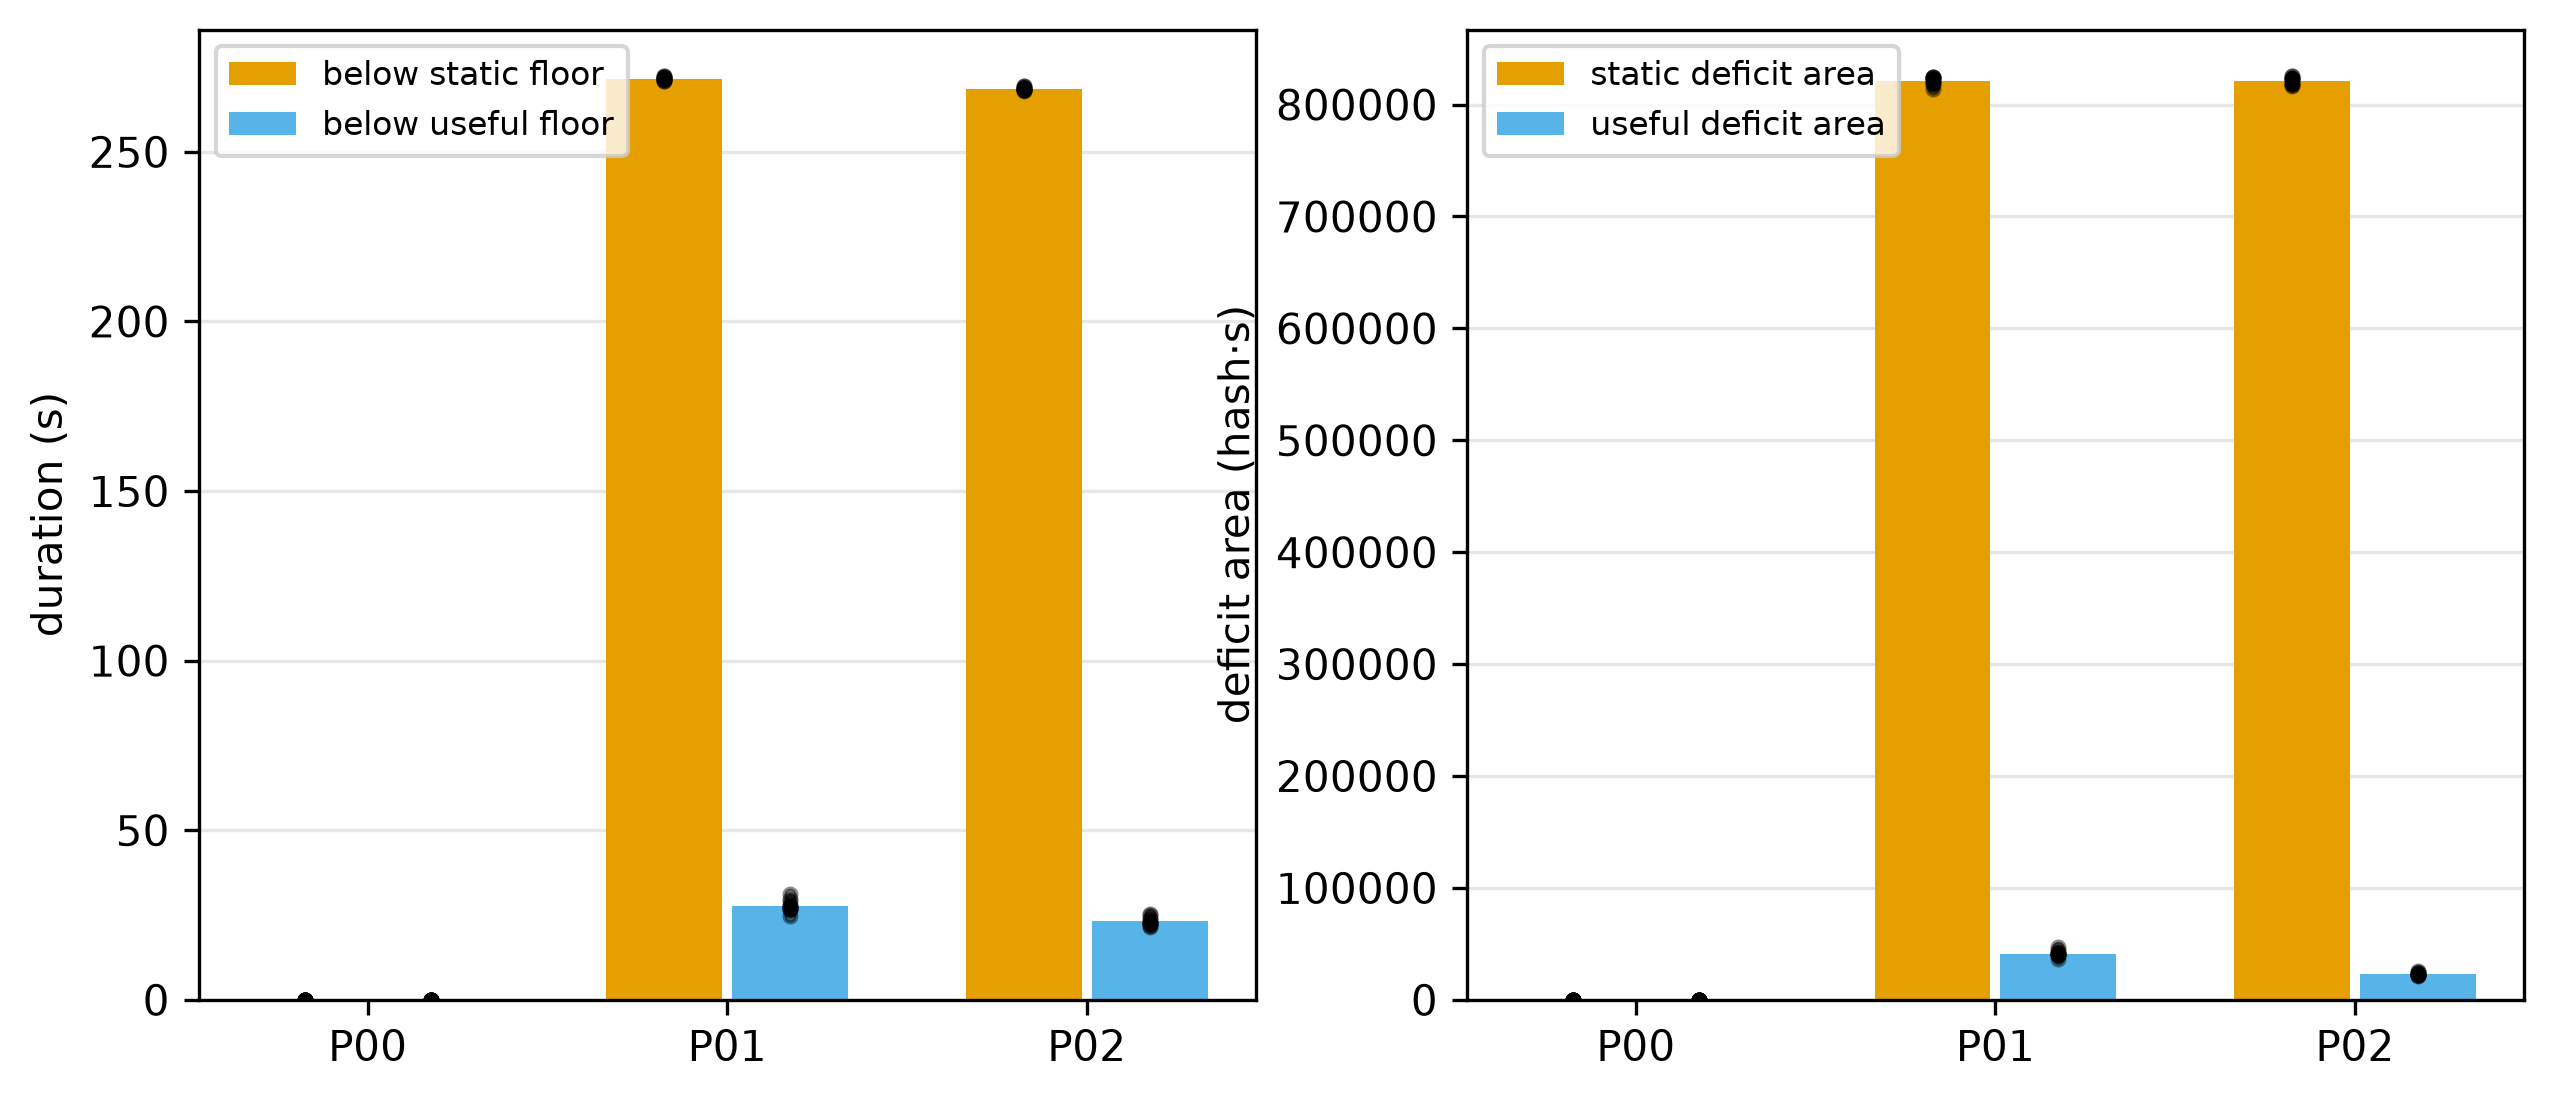 below static floor
below useful floor
duration (s)
250
200
150
100
50
0
P00
P01
P02
static deficit area
useful deficit area
deficit area (hash·s)
800000
700000
600000
500000
400000
300000
200000
100000
0
P00
P01
P02